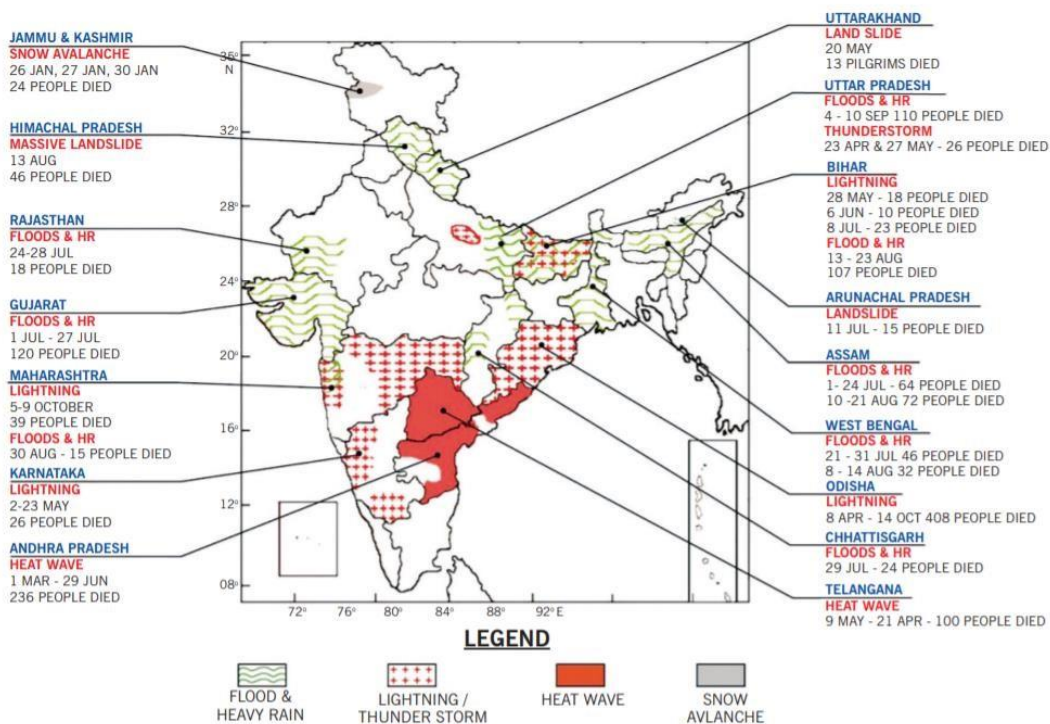 JAMMU & KASHMIR
SNOW AVALANCHE
26 JAN, 27 JAN, 30 JAN
24 PEOPLE DIED
HIMACHAL PRADESH
MASSIVE LANDSLIDE
13 AUG
46 PEOPLE DIED
RAJASTHAN
FLOODS & HR
24-28 JUL
18 PEOPLE DIED
GUJARAT
FLOODS & HR
1 JUL - 27 JUL
120 PEOPLE DIED
MAHARASHTRA
LIGHTNING
5-9 OCTOBER
39 PEOPLE DIED
FLOODS & HR
30 AUG - 15 PEOPLE DIED
KARNATAKA
LIGHTNING
2-23 MAY
26 PEOPLE DIED
ANDHRA PRADESH
HEAT WAVE
1 MAR - 29 JUN
236 PEOPLE DIED
N
32°
28°
24°
20°
16°
12°
08°
72°
76°
80°
84°
88°
92°E
UTTARAKHAND
LAND SLIDE
20 MAY
13 PILGRIMS DIED
UTTAR PRADESH
FLOODS & HR
4 - 10 SEP 110 PEOPLE DIED
THUNDERSTORM
23 APR & 27 MAY - 26 PEOPLE DIED
BIHAR
LIGHTNING
28 MAY - 18 PEOPLE DIED
6 JUN - 10 PEOPLE DIED
8 JUL - 23 PEOPLE DIED
FLOOD & HR
13 - 23 AUG
107 PEOPLE DIED
ARUNACHAL PRADESH
LANDSLIDE
11 JUL - 15 PEOPLE DIED
ASSAM
FLOODS & HR
1- 24 JUL - 64 PEOPLE DIED
10 -21 AUG 72 PEOPLE DIED
WEST BENGAL
FLOODS & HR
21 - 31 JUL 46 PEOPLE DIED
8 - 14 AUG 32 PEOPLE DIED
ODISHA
LIGHTNING
8 APR - 14 OCT 408 PEOPLE DIED
CHHATTISGARH
FLOODS & HR
29 JUL - 24 PEOPLE DIED
TELANGANA
HEAT WAVE
9 MAY - 21 APR - 100 PEOPLE DIED
LEGEND
FLOOD &
HEAVY RAIN
LIGHTNING /
THUNDER STORM
HEAT WAVE
SNOW
AVLANCHE